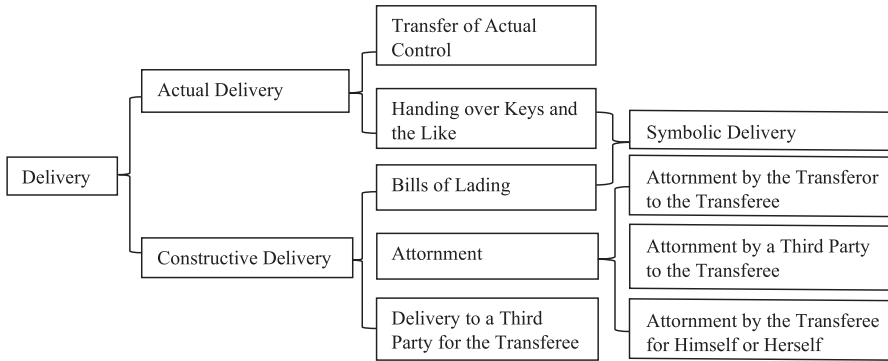 Delivery
Actual Delivery
Constructive Delivery
Transfer of Actual
Control
Handing over Keys and
the Like
Bills of Lading
Attornment
Delivery to a Third
Party for the Transferee
Symbolic Delivery
Attornment by the Transferor
to the Transferee
Attornment by a Third Party
to the Transferee
Attornment by the Transferee
for Himself or Herself